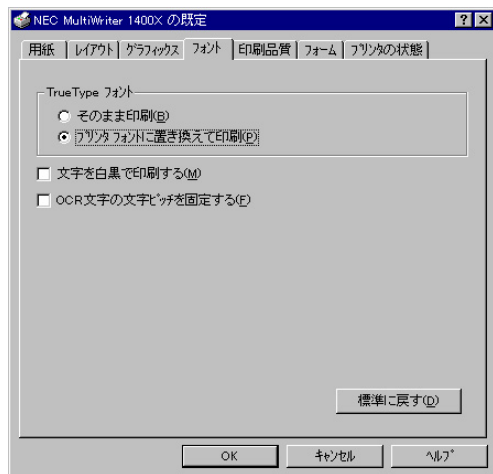 NEC MultiWriter 1400X の既定
用紙 レイアウト グラフィックス フォント 印刷品質 フォーム プリンタの状態
TrueType フォント
そのまま印刷(B)
プリンタ フォントに置き換えて印刷(P)
文字を白黒で印刷する(M)
OCR文字の文字ピッチを固定する(F)
標準に戻す(D)
OK キャンセル ヘルプ